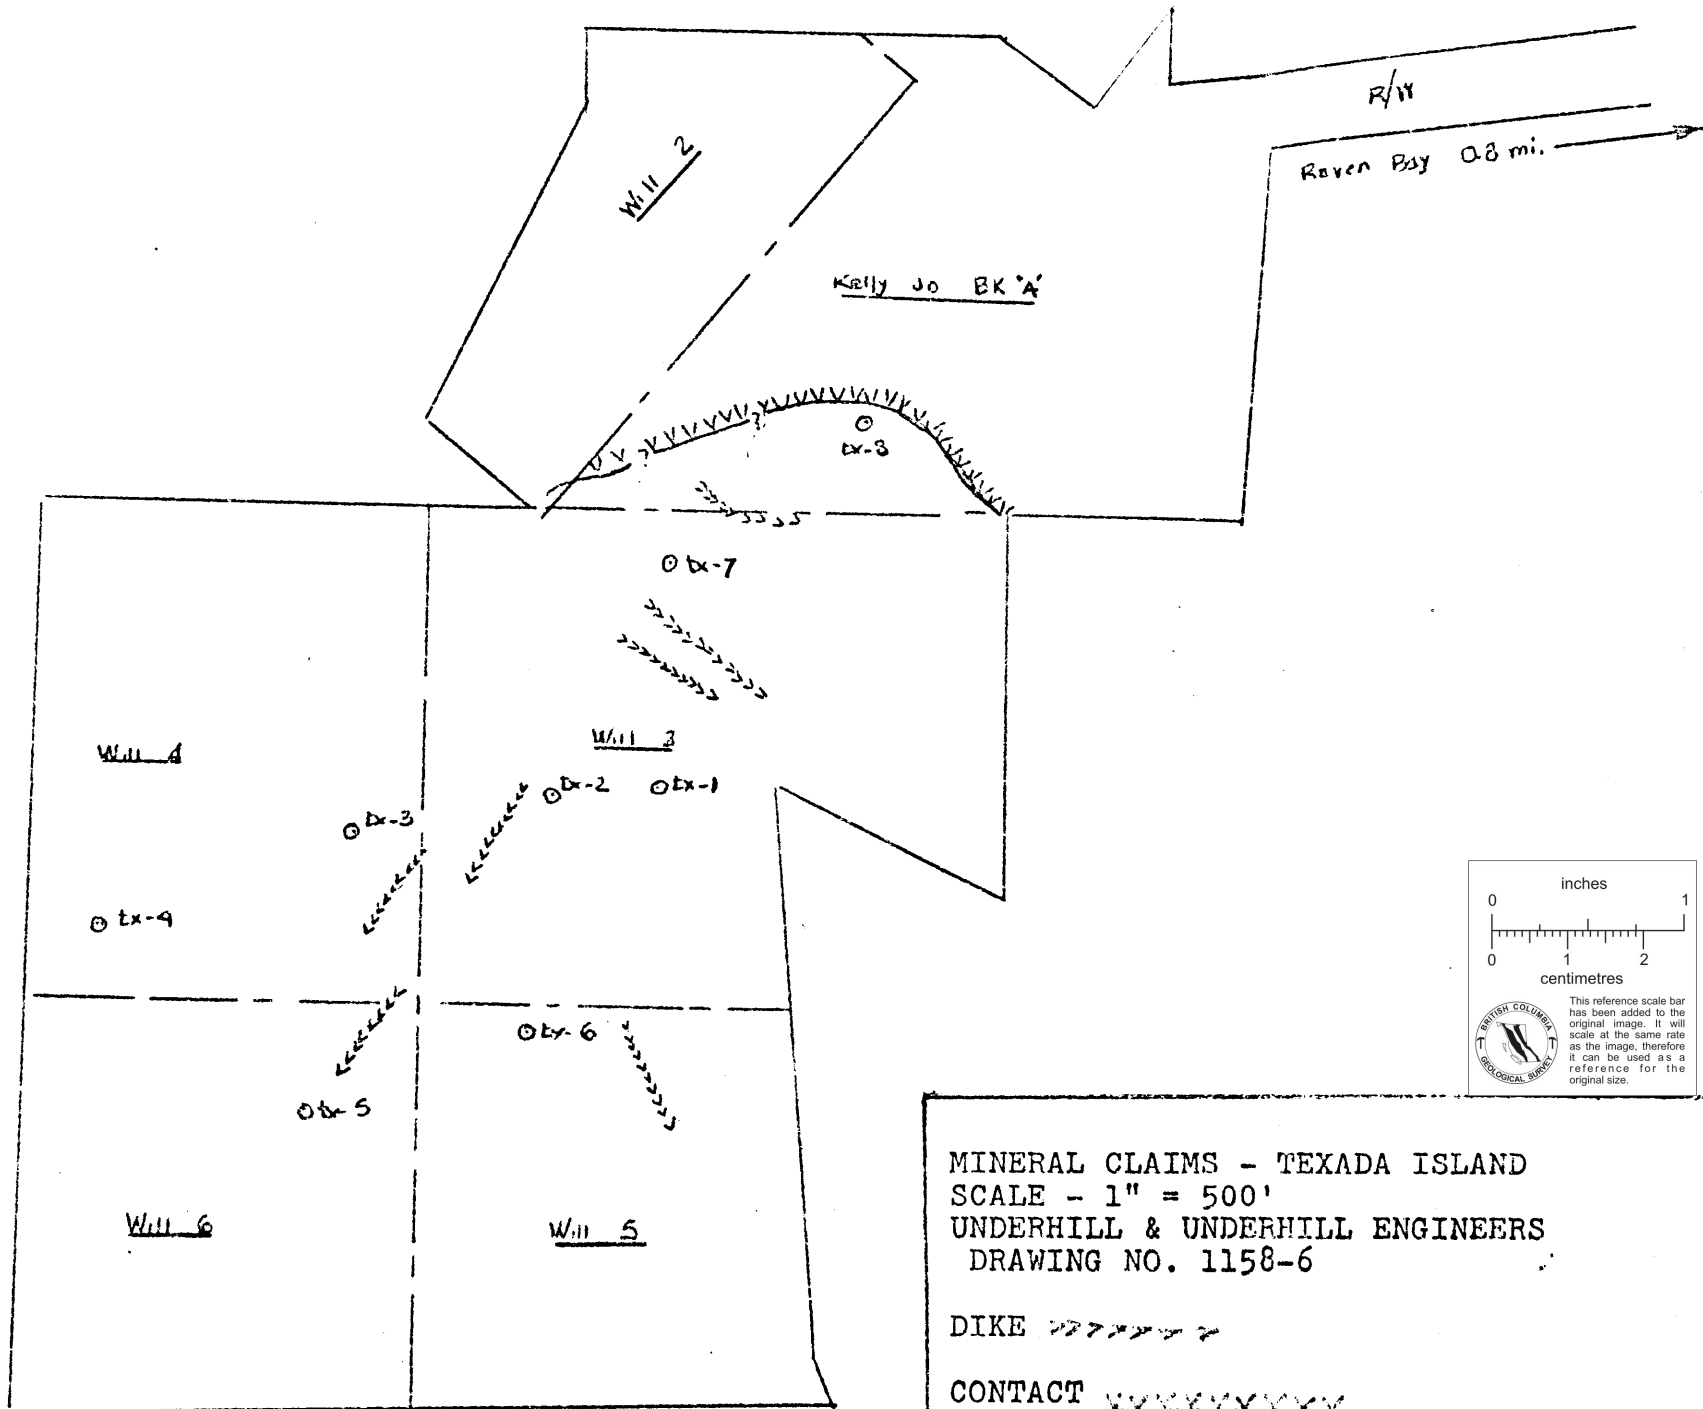 R/W
Raven Bay 0.8 mi.
Will 2
Kelly Jo BK 'A'
?
?
tx-8
tx-7
Will 4
Will 3
tx-2
tx-1
tx-3
tx-4
tx-6
tx-5
Will 6
Will 5
inches
0 1
0 1 2
centimetres
BRITISH COLUMBIA
GEOLOGICAL SURVEY
This reference scale bar
has been added to the
original image. It will
scale at the same rate
as the image, therefore
it can be used as a
reference for the
original size.
MINERAL CLAIMS - TEXADA ISLAND
SCALE - 1" = 500'
UNDERHILL & UNDERHILL ENGINEERS
DRAWING NO. 1158-6
DIKE
CONTACT